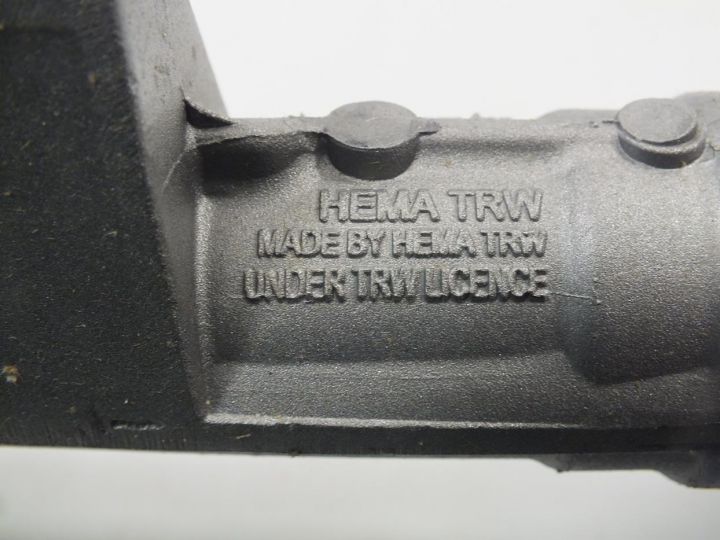 HEMA TRW
MADE BY HEMA TRW
UNDER TRW LICENCE